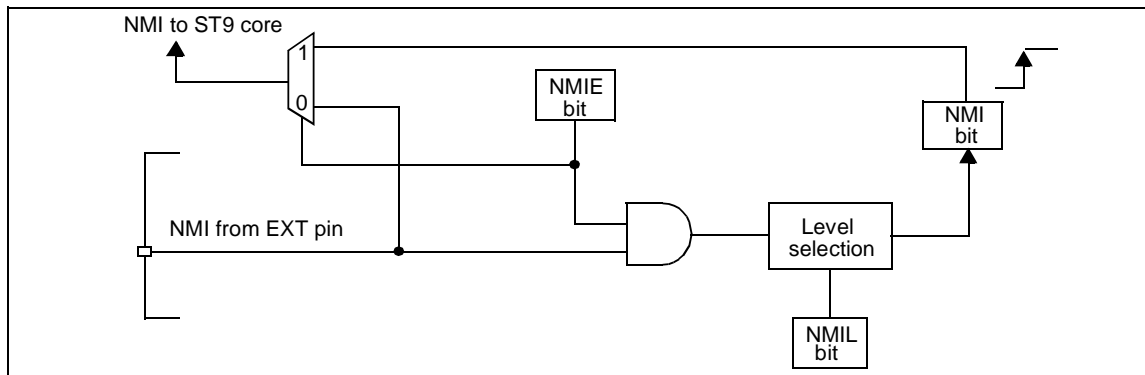 NMI to ST9 core
1
0
NMIE
bit
NMI
bit
NMI from EXT pin
Level
selection
NMIL
bit